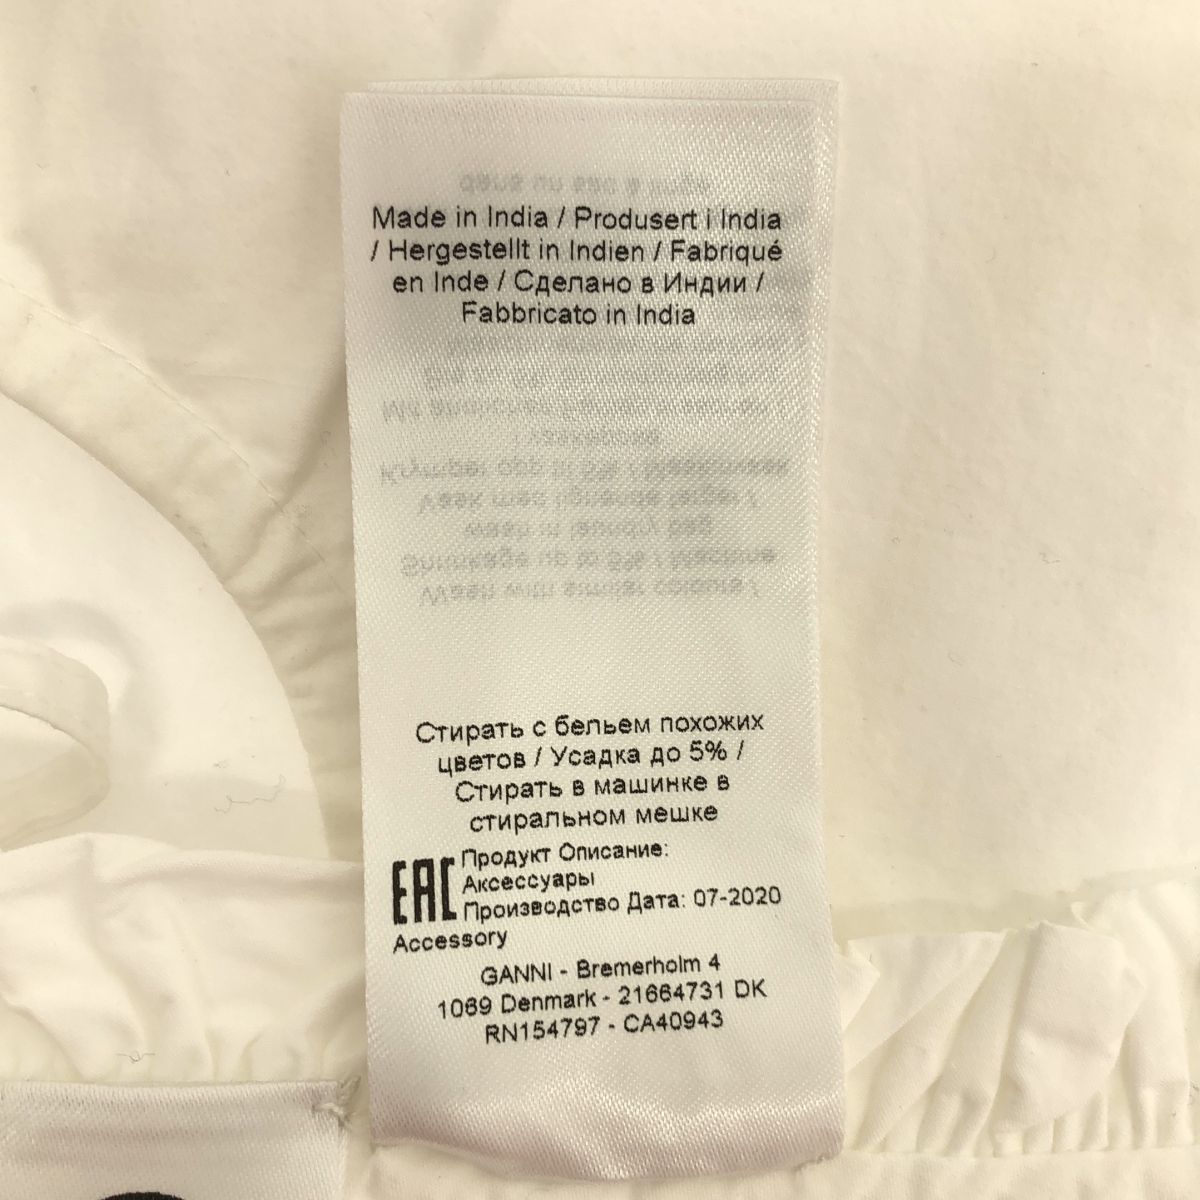 Made in India / Produsert i India
/ Hergestellt in Indien / Fabriqué
en Inde / Сделано в Индии /
Fabbricato in India
Стирать с бельем похожих
цветов / Усадка до 5% /
Стирать в машинке в
стиральном мешке
EAC Продукт Описание:
Аксессуары
Производство Дата: 07-2020
Accessory
GANNI - Bremerholm 4
1069 Denmark - 21664731 DK
RN154797 - CA40943